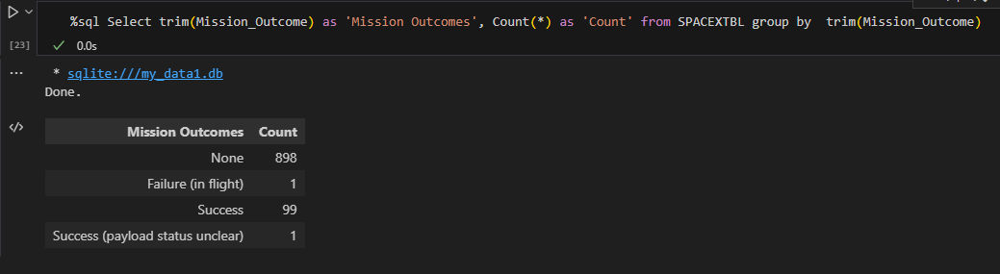 %sql Select trim(Mission_Outcome) as 'Mission Outcomes', Count(*) as 'Count' from SPACEXTBL group by  trim(Mission_Outcome)
[23]
0.0s
* sqlite:///my_data1.db
Done.
Mission Outcomes Count
None 898
Failure (in flight) 1
Success 99
Success (payload status unclear) 1